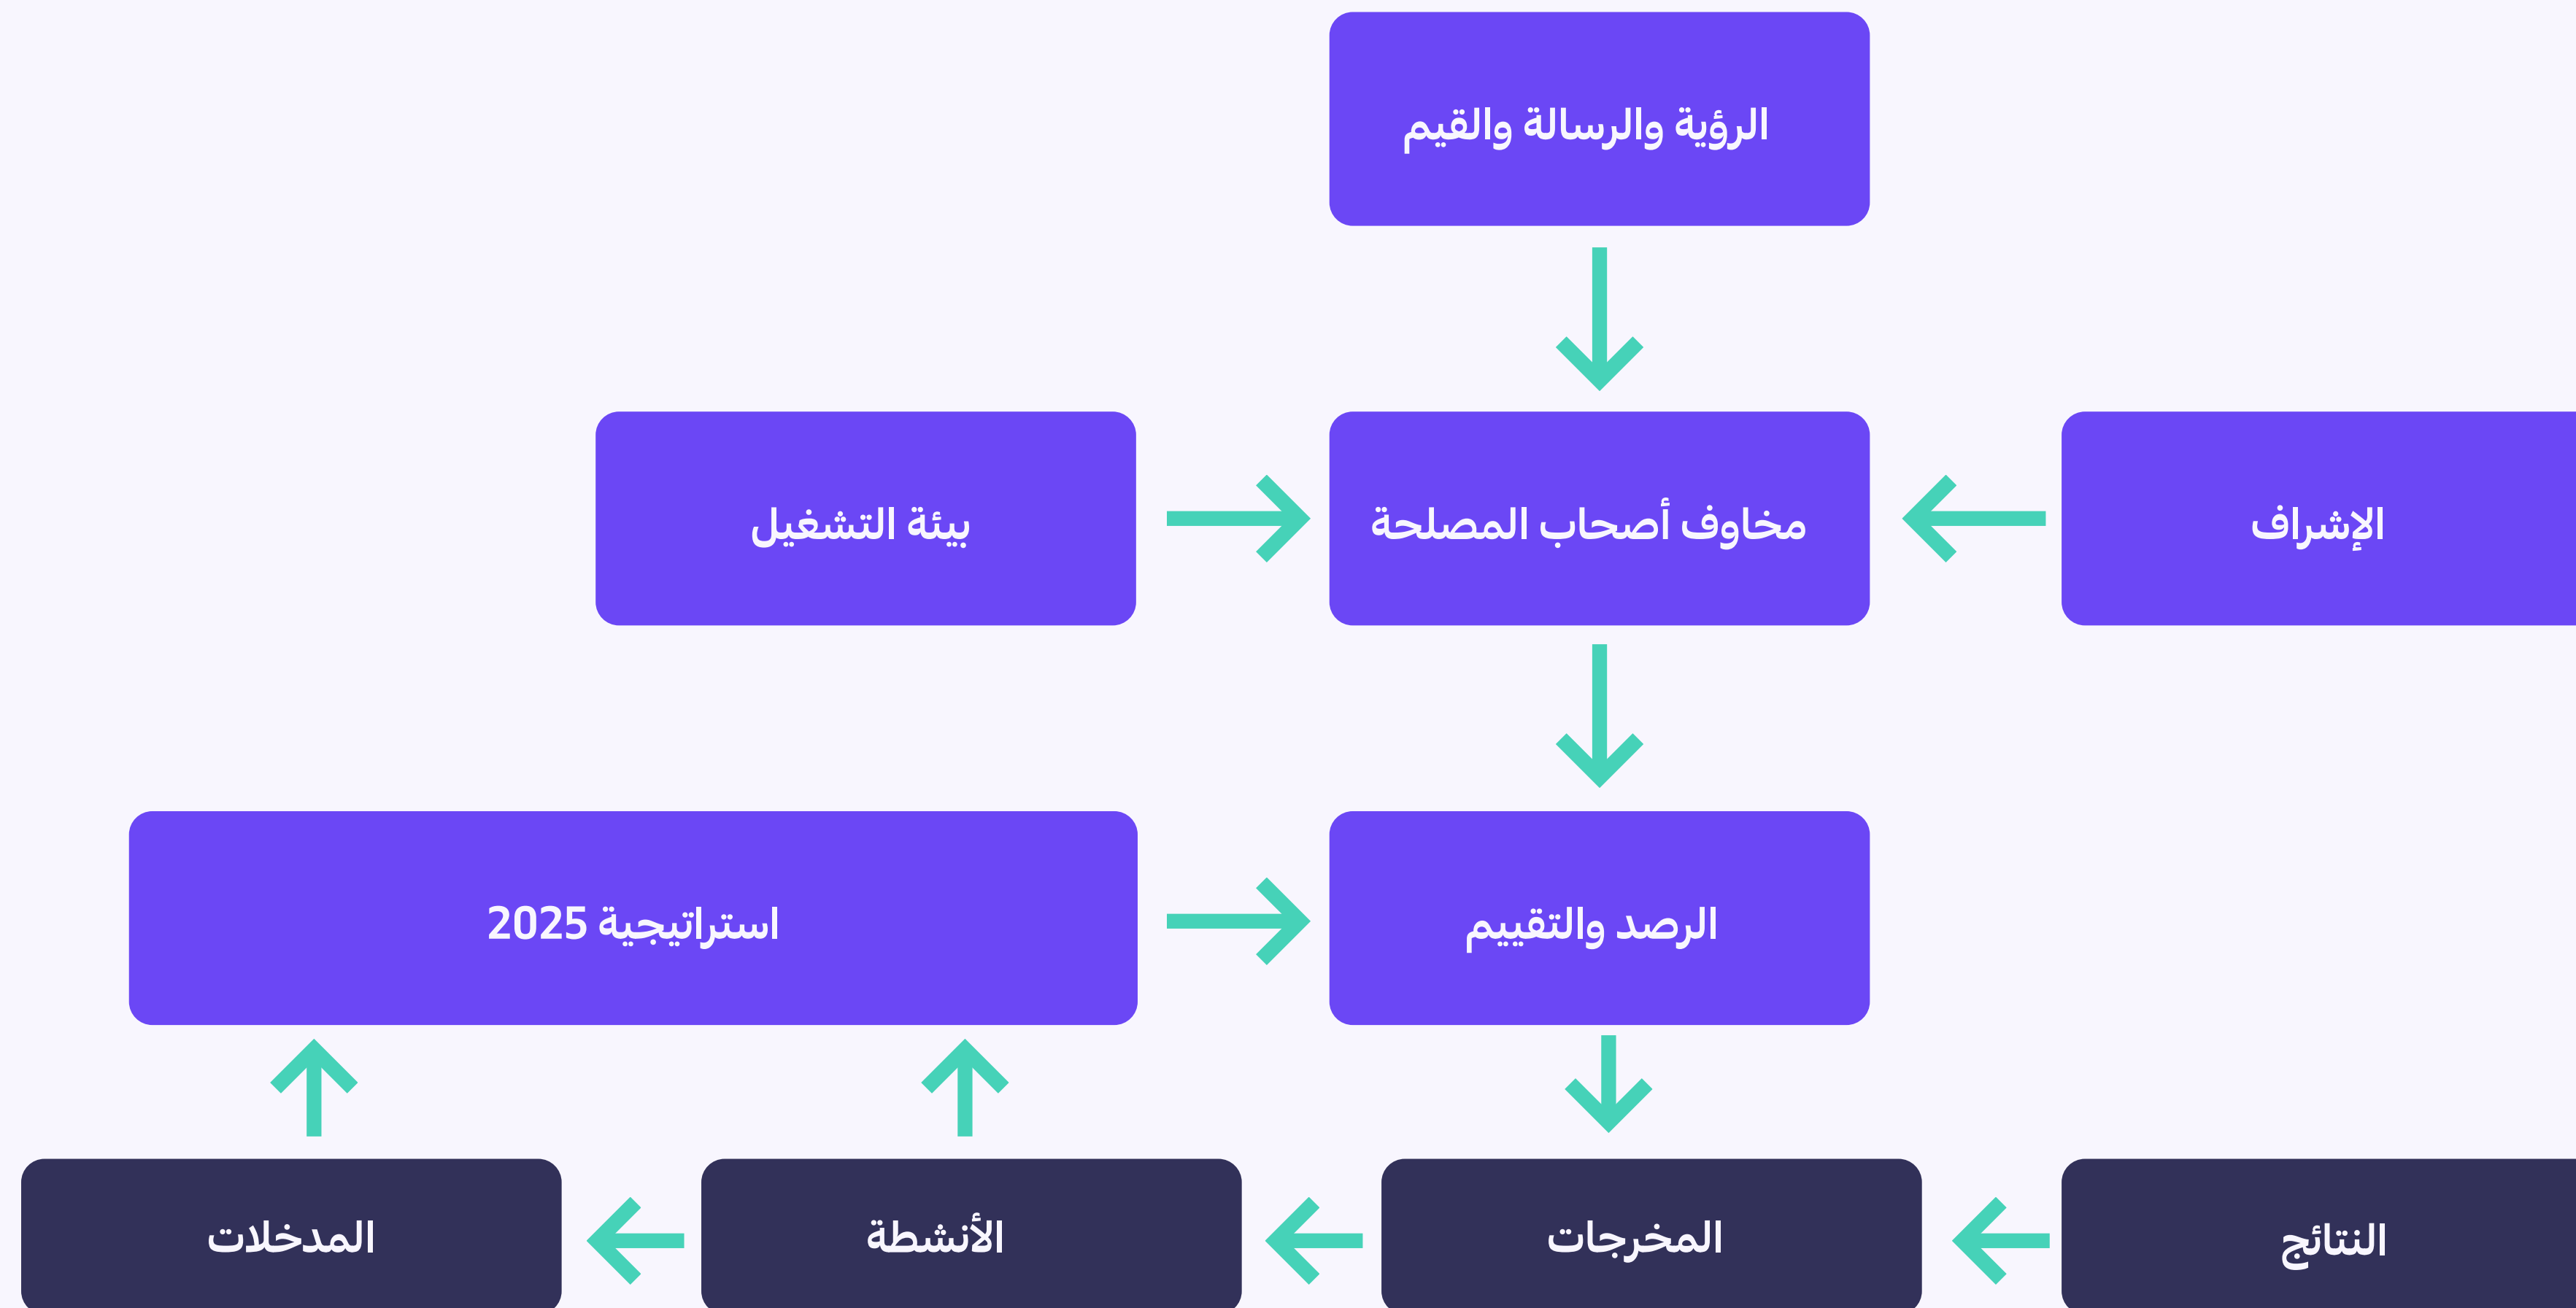 الرؤية والرسالة والقيم
الإشراف
مخاوف أصحاب المصلحة
بيئة التشغيل
الرصد والتقييم
استراتيجية 2025
النتائج
المخرجات
الأنشطة
المدخلات